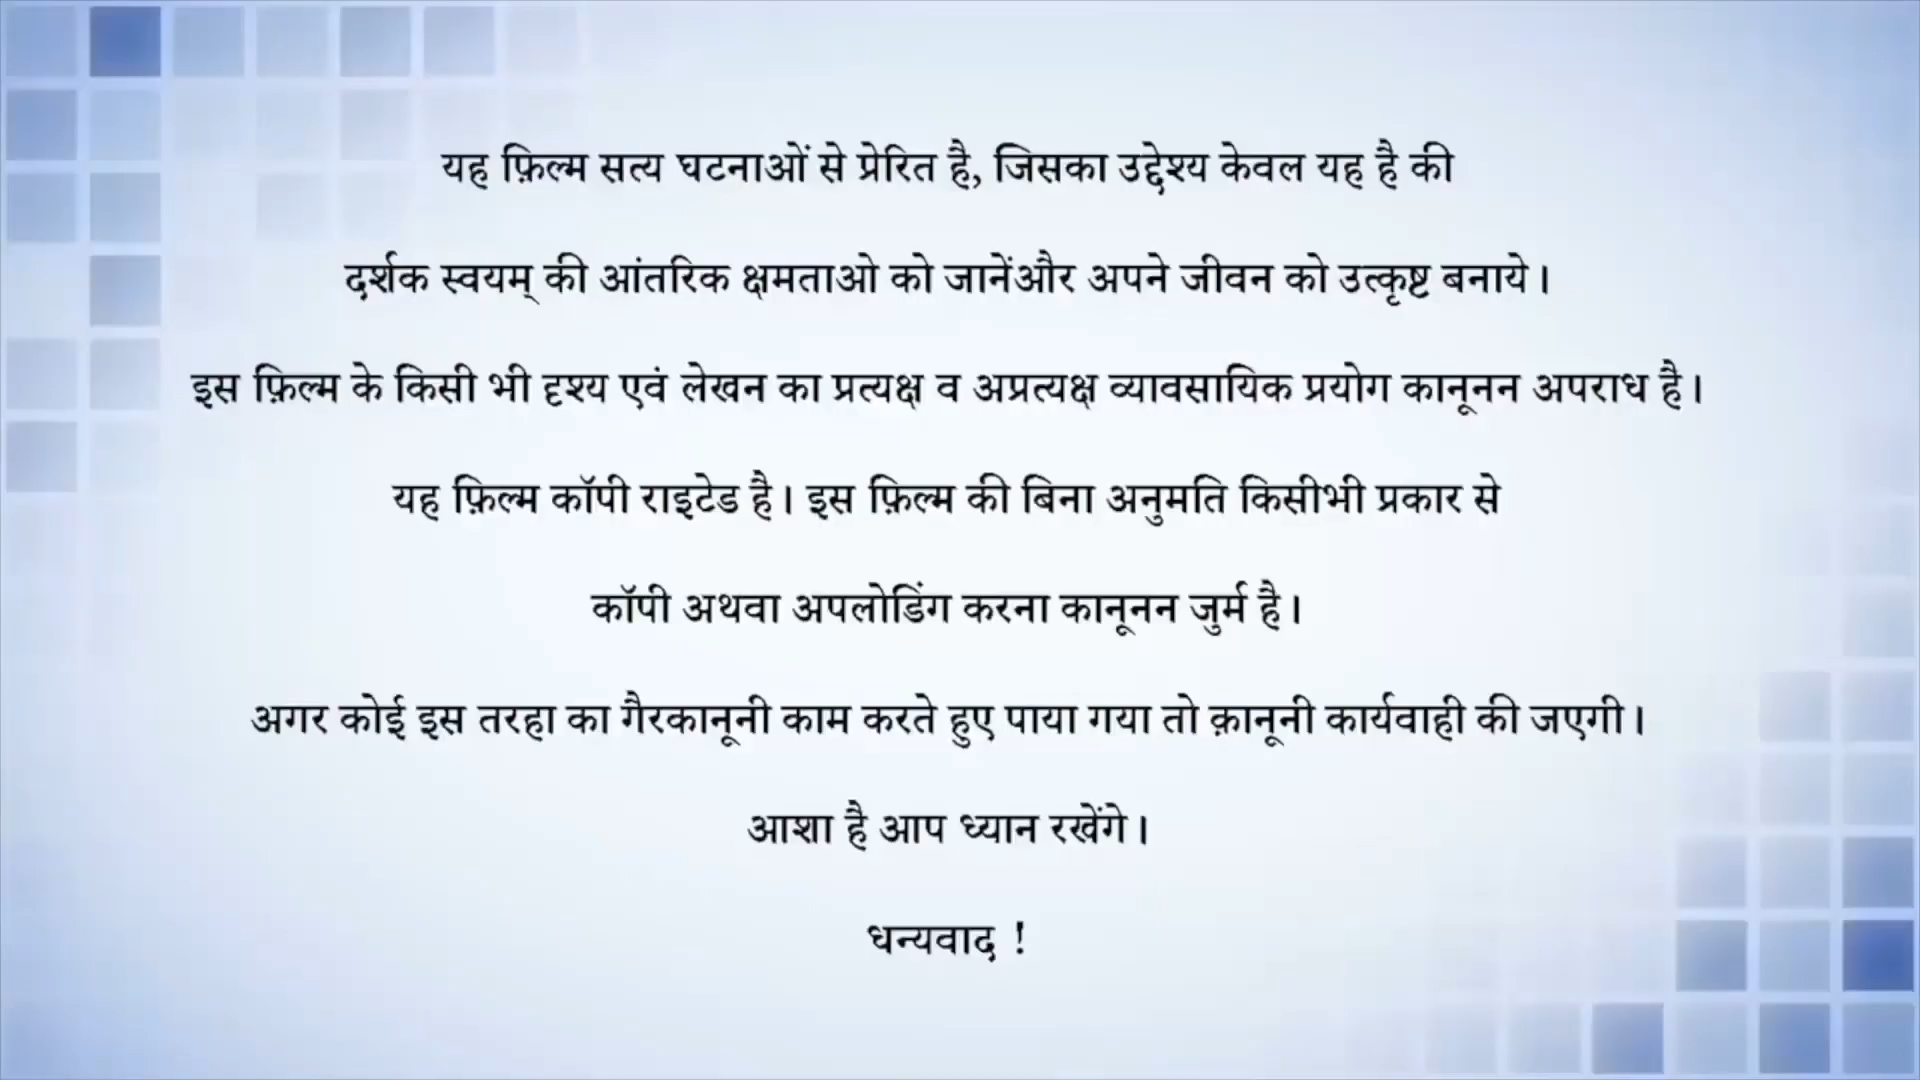 यह फ़िल्म सत्य घटनाओं से प्रेरित है, जिसका उद्देश्य केवल यह है की
दर्शक स्वयम् की आंतरिक क्षमताओ को जानेंऔर अपने जीवन को उत्कृष्ट बनाये।
इस फ़िल्म के किसी भी दृश्य एवं लेखन का प्रत्यक्ष व अप्रत्यक्ष व्यावसायिक प्रयोग कानूनन अपराध है।
यह फ़िल्म कॉपी राइटेड है। इस फ़िल्म की बिना अनुमति किसीभी प्रकार से
कॉपी अथवा अपलोडिंग करना कानूनन जुर्म है।
अगर कोई इस तरहा का गैरकानूनी काम करते हुए पाया गया तो क़ानूनी कार्यवाही की जएगी।
आशा है आप ध्यान रखेंगे।
धन्यवाद !